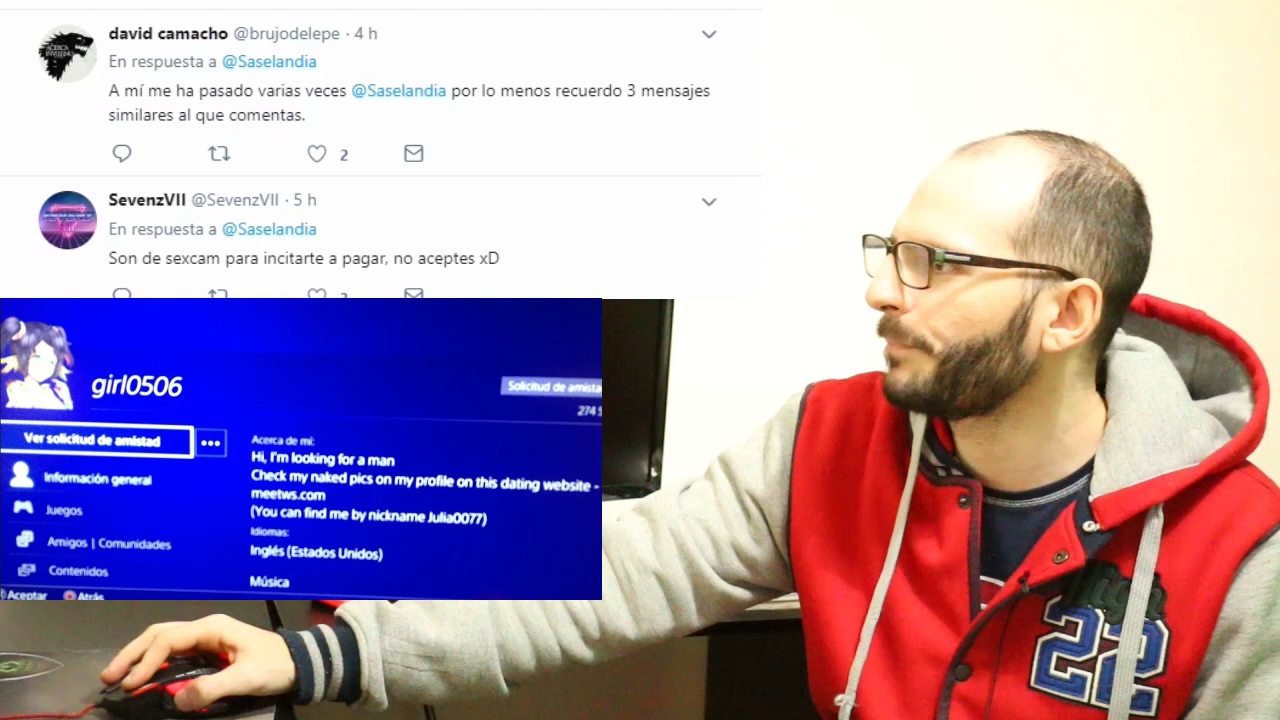 david camacho @brujodelepe · 4 h
En respuesta a @Saselandia
A mí me ha pasado varias veces @Saselandia por lo menos recuerdo 3 mensajes
similares al que comentas.
2
SevenzVII @SevenzVII · 5 h
En respuesta a @Saselandia
Son de sexcam para incitarte a pagar, no aceptes xD
girl0506
Solicitud de amista
274 S
Ver solicitud de amistad
Información general
Juegos
Amigos | Comunidades
Contenidos
Aceptar
Atrás
Acerca de mí:
Hi, I'm looking for a man
Check my naked pics on my profile on this dating website -
meetws.com
(You can find me by nickname Julia0077)
Idiomas:
Inglés (Estados Unidos)
Música
22